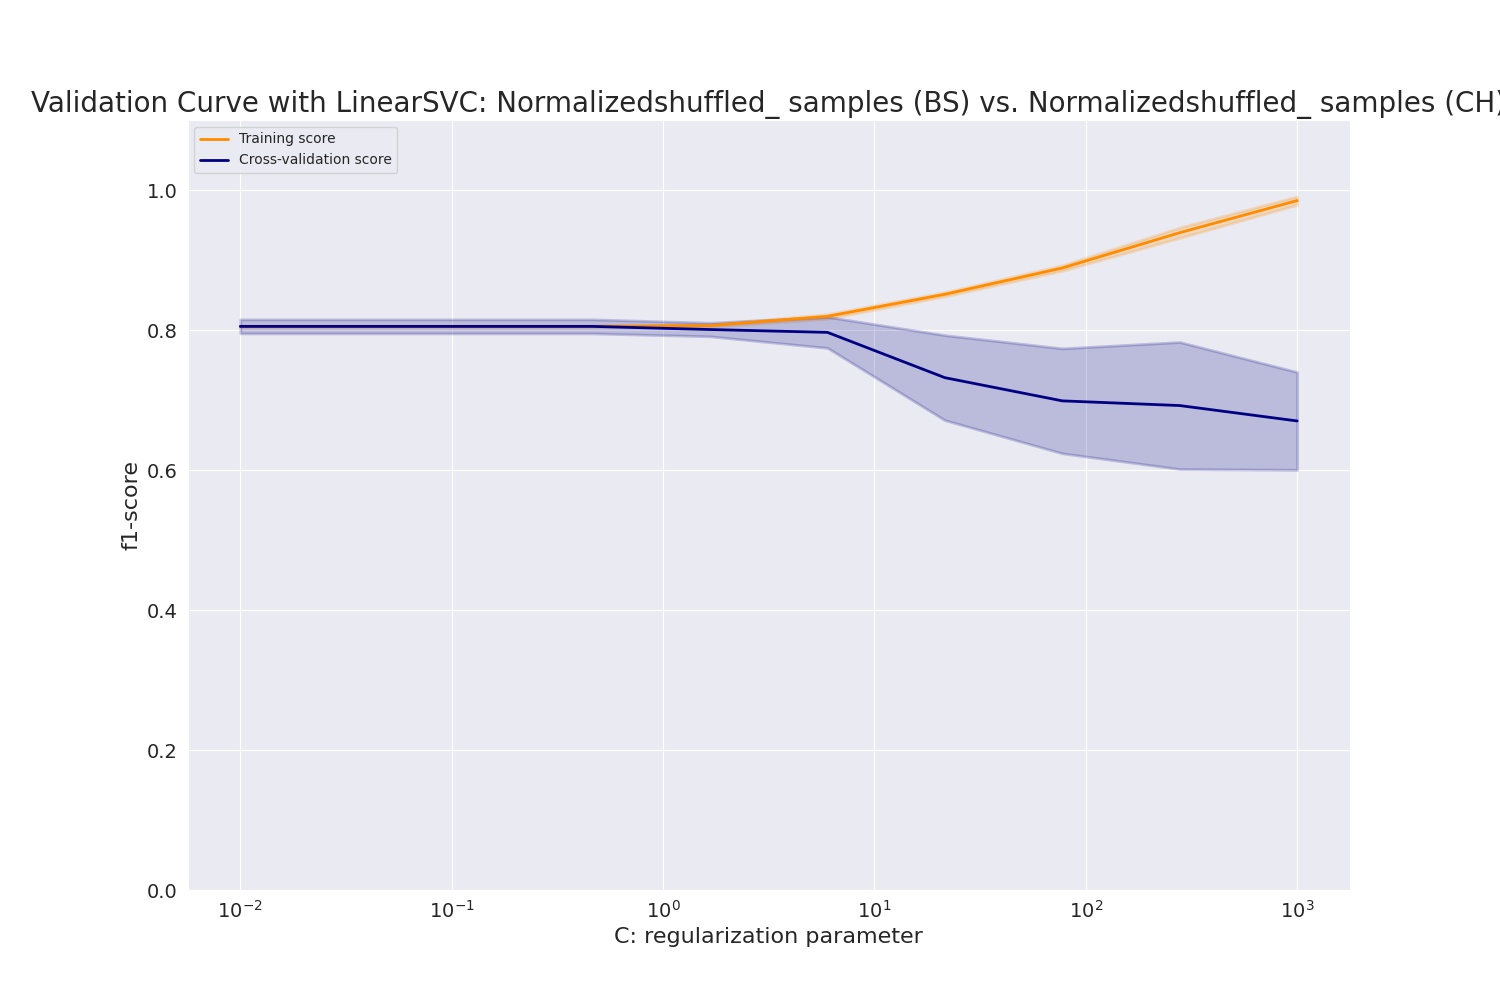 Validation Curve with LinearSVC: Normalizedshuffled_ samples (BS) vs. Normalizedshuffled_ samples (CH)
Training score
Cross-validation score
1.0
0.8
0.6
0.4
0.2
0.0
f1-score
10⁻² 10⁻¹ 10⁰ 10¹ 10² 10³
C: regularization parameter